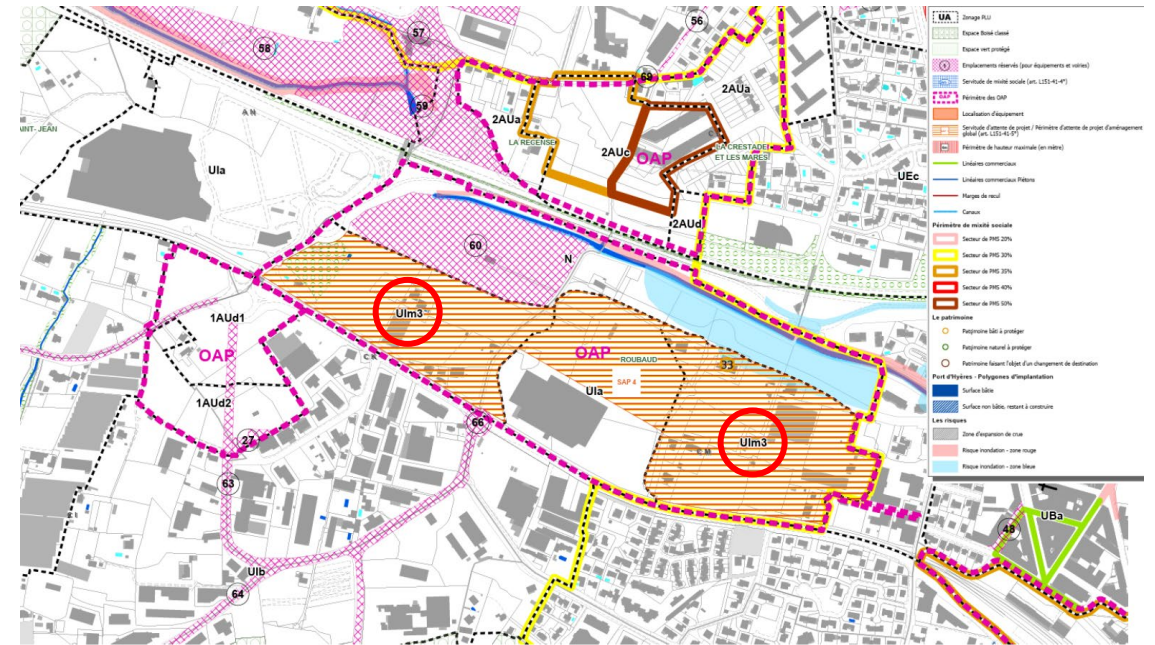 58
57
56
59
69
2AUa
2AUa
LA REGENSE
2AUc
OAP
LA CRESTADE
ET LES MARES
2AUd
UEc
UIa
60
N
UIm3
1AUd1
OAP
1AUd2
OAP
ROUBAUD
SAP 4
UIa
33
UIm3
C M
66
27
63
64
UIb
48
UBa
UA Zonage PLU
Espace Boisé classé
Espace vert protégé
Emplacements réservés (pour équipements et voiries)
Servitude de mixité sociale (art. L151-41-4°)
OAP Périmètre des OAP
Localisation d'équipement
Servitude d'attente de projet / Périmètre d'attente de projet d'aménagement
global (art. L151-41-5°)
Périmètre de hauteur maximale (en mètre)
Linéaires commerciaux
Linéaires commerciaux Piétons
Marges de recul
Canaux
Périmètre de mixité sociale
Secteur de PMS 20%
Secteur de PMS 30%
Secteur de PMS 35%
Secteur de PMS 40%
Secteur de PMS 50%
Le patrimoine
Patrimoine bâti à protéger
Patrimoine naturel à protéger
Patrimoine faisant l'objet d'un changement de destination
Port d'Hyères - Polygones d'implantation
Surface bâtie
Surface non bâtie, restant à construire
Les risques
Zone d'expansion de crue
Risque inondation - zone rouge
Risque inondation - zone bleue